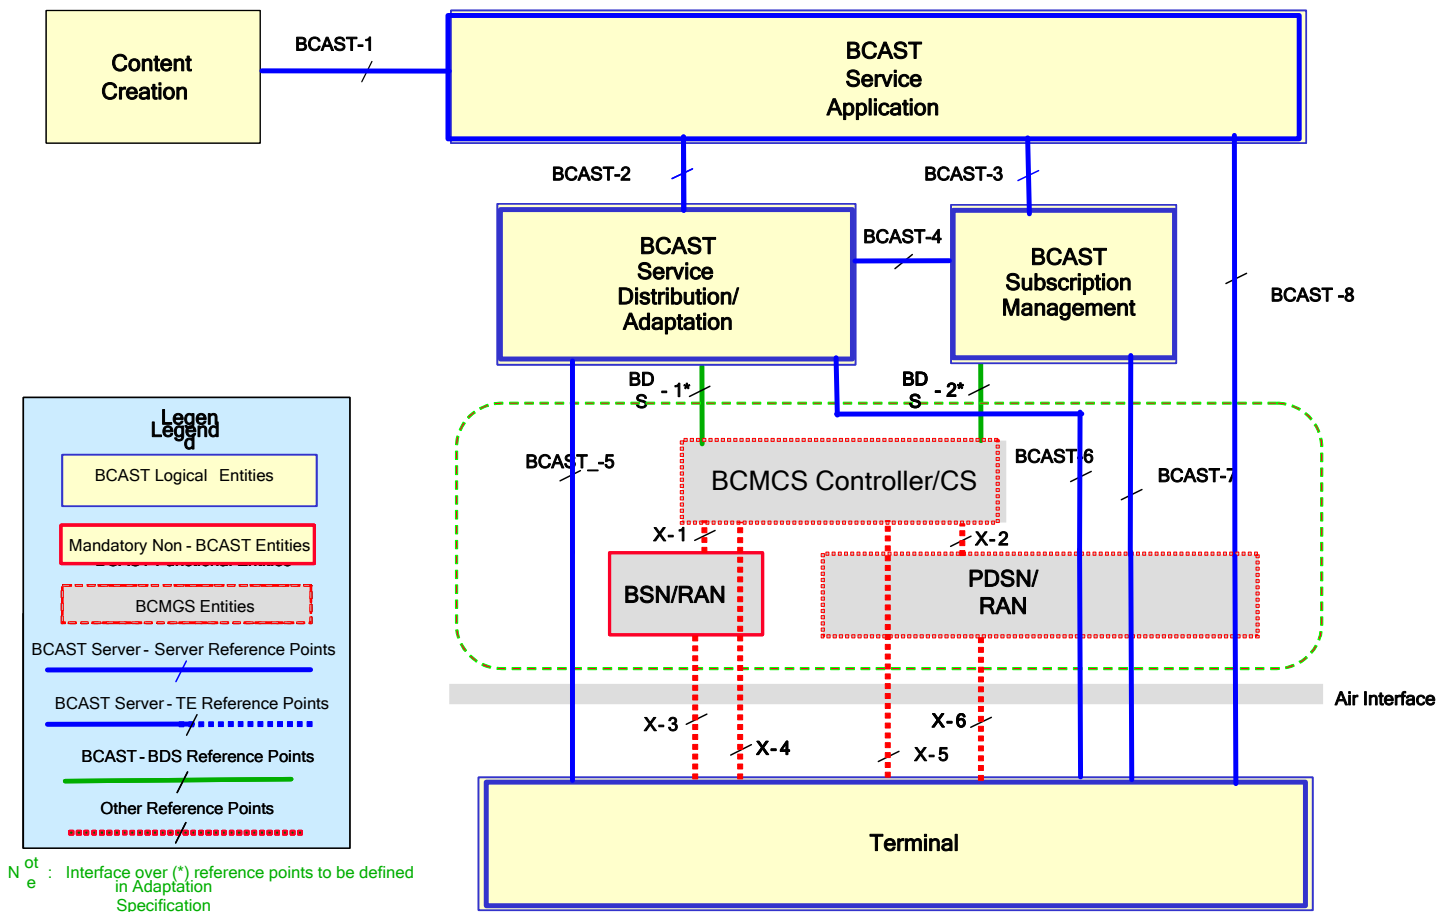 Content
Creation
BCAST-1
BCAST
Service
Application
BCAST-2
BCAST-3
BCAST
Service
Distribution/
Adaptation
BCAST-4
BCAST
Subscription
Management
BCAST -8
BD
S - 1*
BD
S - 2*
BCAST_-5
BCMCS Controller/CS
BCAST-6
BCAST-7
X-1
X-2
BSN/RAN
PDSN/
RAN
Air Interface
X-3
X-4
X-5
X-6
Terminal
Legen
d
Legend
BCAST Logical Entities
Mandatory Non - BCAST Entities
BCMGS Entities
BCAST Server - Server Reference Points
BCAST Server - TE Reference Points
BCAST - BDS Reference Points
Other Reference Points
N ot
e : Interface over (*) reference points to be defined
in Adaptation
Specification